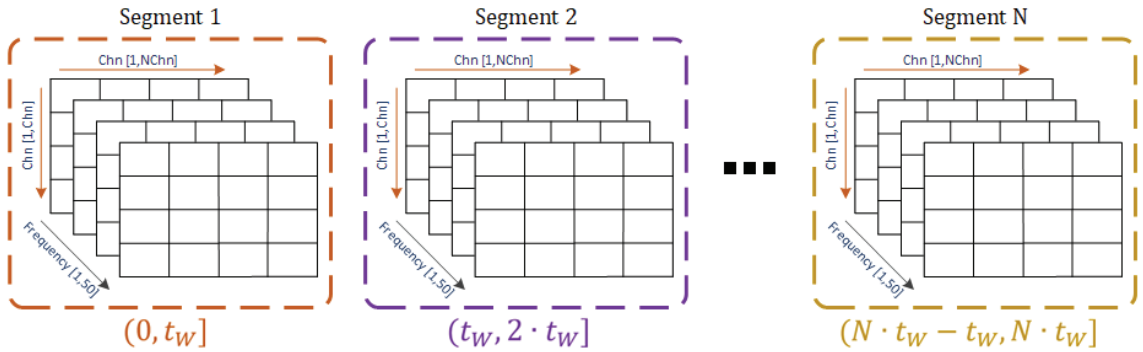 Segment 1
Chn [1,NChn]
Chn [1,Chn]
Frequency [1,50]
(0, t_W]
Segment 2
Chn [1,NChn]
Chn [1,Chn]
Frequency [1,50]
(t_W, 2 · t_W]
Segment N
Chn [1,NChn]
Chn [1,Chn]
Frequency [1,50]
(N · t_W − t_W, N · t_W]